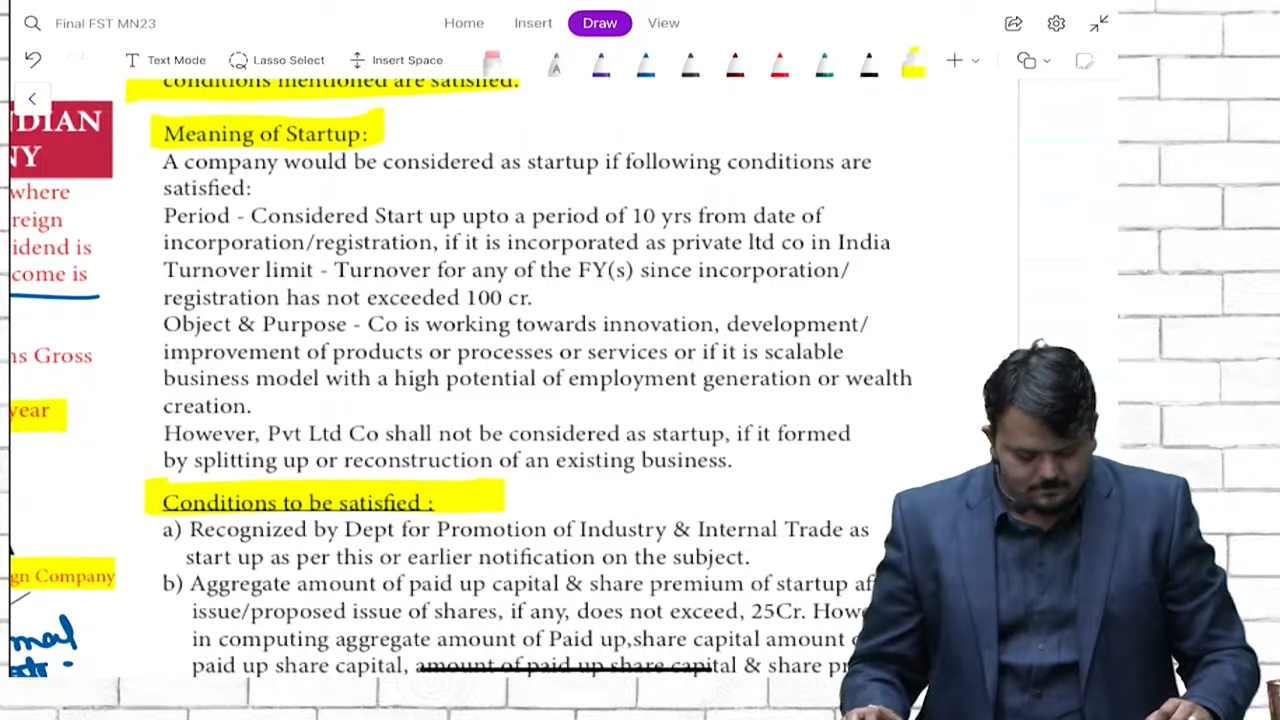 Final FST MN23
Home Insert Draw View
Text Mode Lasso Select Insert Space
conditions mentioned are satisfied.
NDIAN
NY
where
reign
idend is
come is
ns Gross
year
gn Company
Meaning of Startup:
A company would be considered as startup if following conditions are
satisfied:
Period - Considered Start up upto a period of 10 yrs from date of
incorporation/registration, if it is incorporated as private ltd co in India
Turnover limit - Turnover for any of the FY(s) since incorporation/
registration has not exceeded 100 cr.
Object & Purpose - Co is working towards innovation, development/
improvement of products or processes or services or if it is scalable
business model with a high potential of employment generation or wealth
creation.
However, Pvt Ltd Co shall not be considered as startup, if it formed
by splitting up or reconstruction of an existing business.
Conditions to be satisfied :
a) Recognized by Dept for Promotion of Industry & Internal Trade as
start up as per this or earlier notification on the subject.
b) Aggregate amount of paid up capital & share premium of startup af
issue/proposed issue of shares, if any, does not exceed, 25Cr. Howe
in computing aggregate amount of Paid up,share capital amount
paid up share capital, amount of paid up share capital & share pr